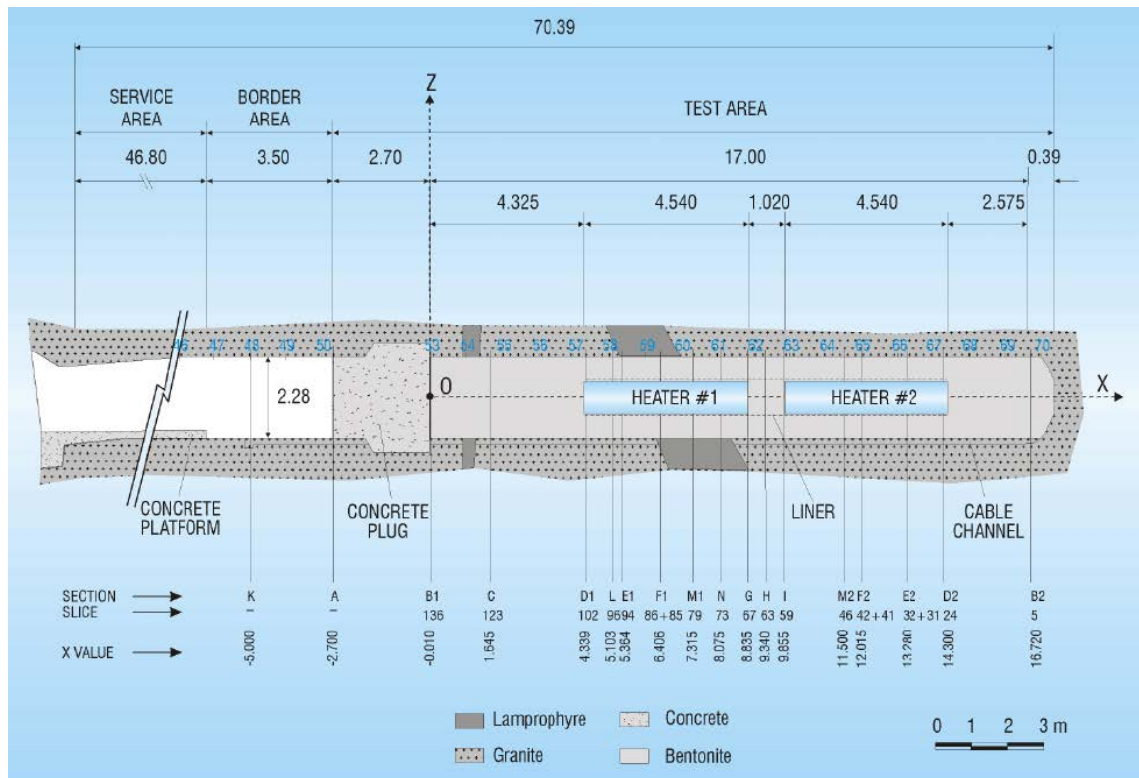 70.39
Z
SERVICE AREA
BORDER AREA
TEST AREA
46.80 3.50 2.70 17.00 0.39
4.325 4.540 1.020 4.540 2.575
46 47 48 49 50 53 54 55 56 57 58 59 60 61 62 63 64 65 66 67 68 69 70
2.28
O
HEATER #1
HEATER #2
X
CONCRETE PLATFORM
CONCRETE PLUG
LINER
CABLE CHANNEL
SECTION K A B1 C D1 L E1 F1 M1 N G H I M2 F2 E2 D2 B2
SLICE – – 136 123 102 96 94 86+85 79 73 67 63 59 46 42+41 32+31 24 5
X VALUE -5.000 -2.700 -0.010 1.645 4.339 5.103 5.364 6.406 7.315 8.075 8.835 9.340 9.855 11.500 12.015 13.280 14.300 16.720
Lamprophyre
Concrete
Granite
Bentonite
0 1 2 3 m